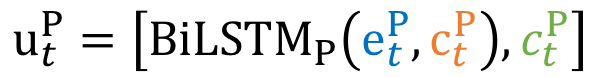 u_t^P = [BiLSTM_P(e_t^P, c_t^P), c_t^P]